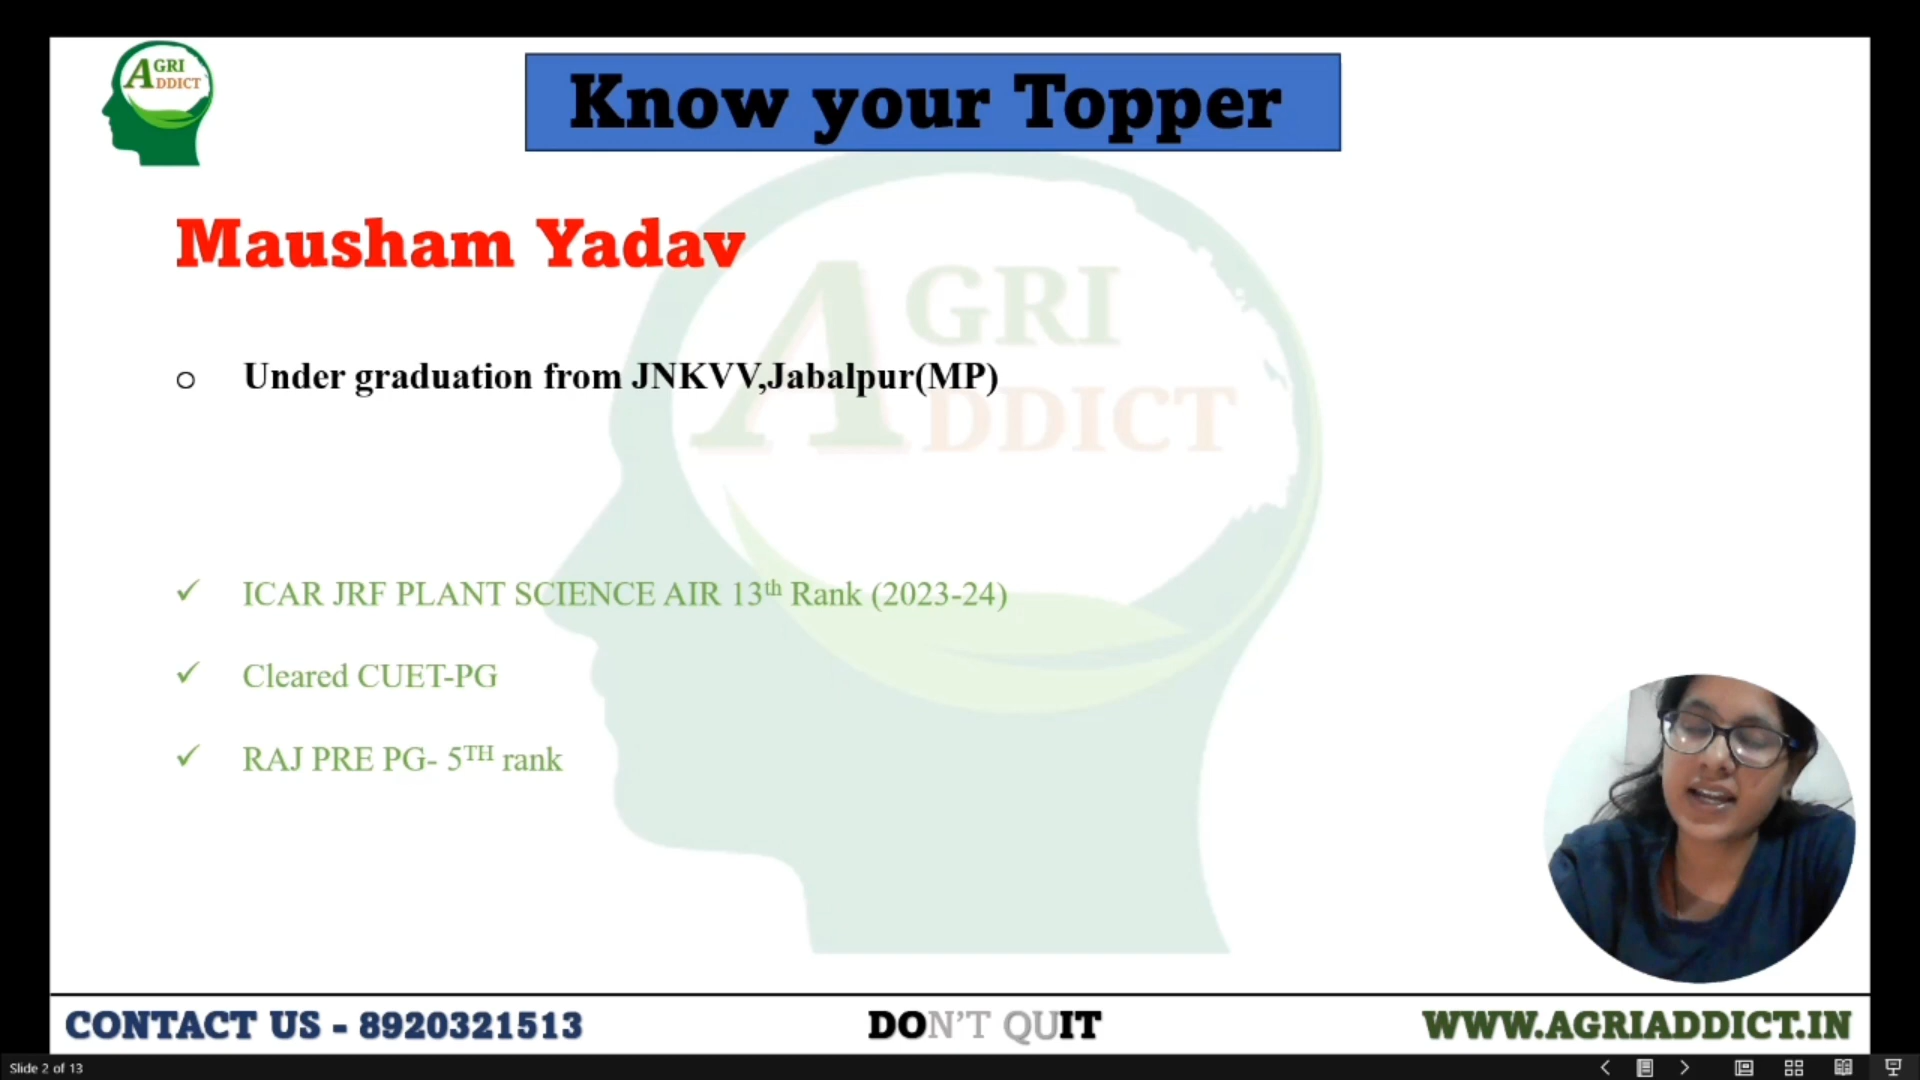 AGRI
ADDICT
Know your Topper
Mausham Yadav
AGRI
ADDICT
Under graduation from JNKVV,Jabalpur(MP)
ICAR JRF PLANT SCIENCE AIR 13th Rank (2023-24)
Cleared CUET-PG
RAJ PRE PG- 5TH rank
CONTACT US - 8920321513
DON'T QUIT
WWW.AGRIADDICT.IN
Slide 2 of 13